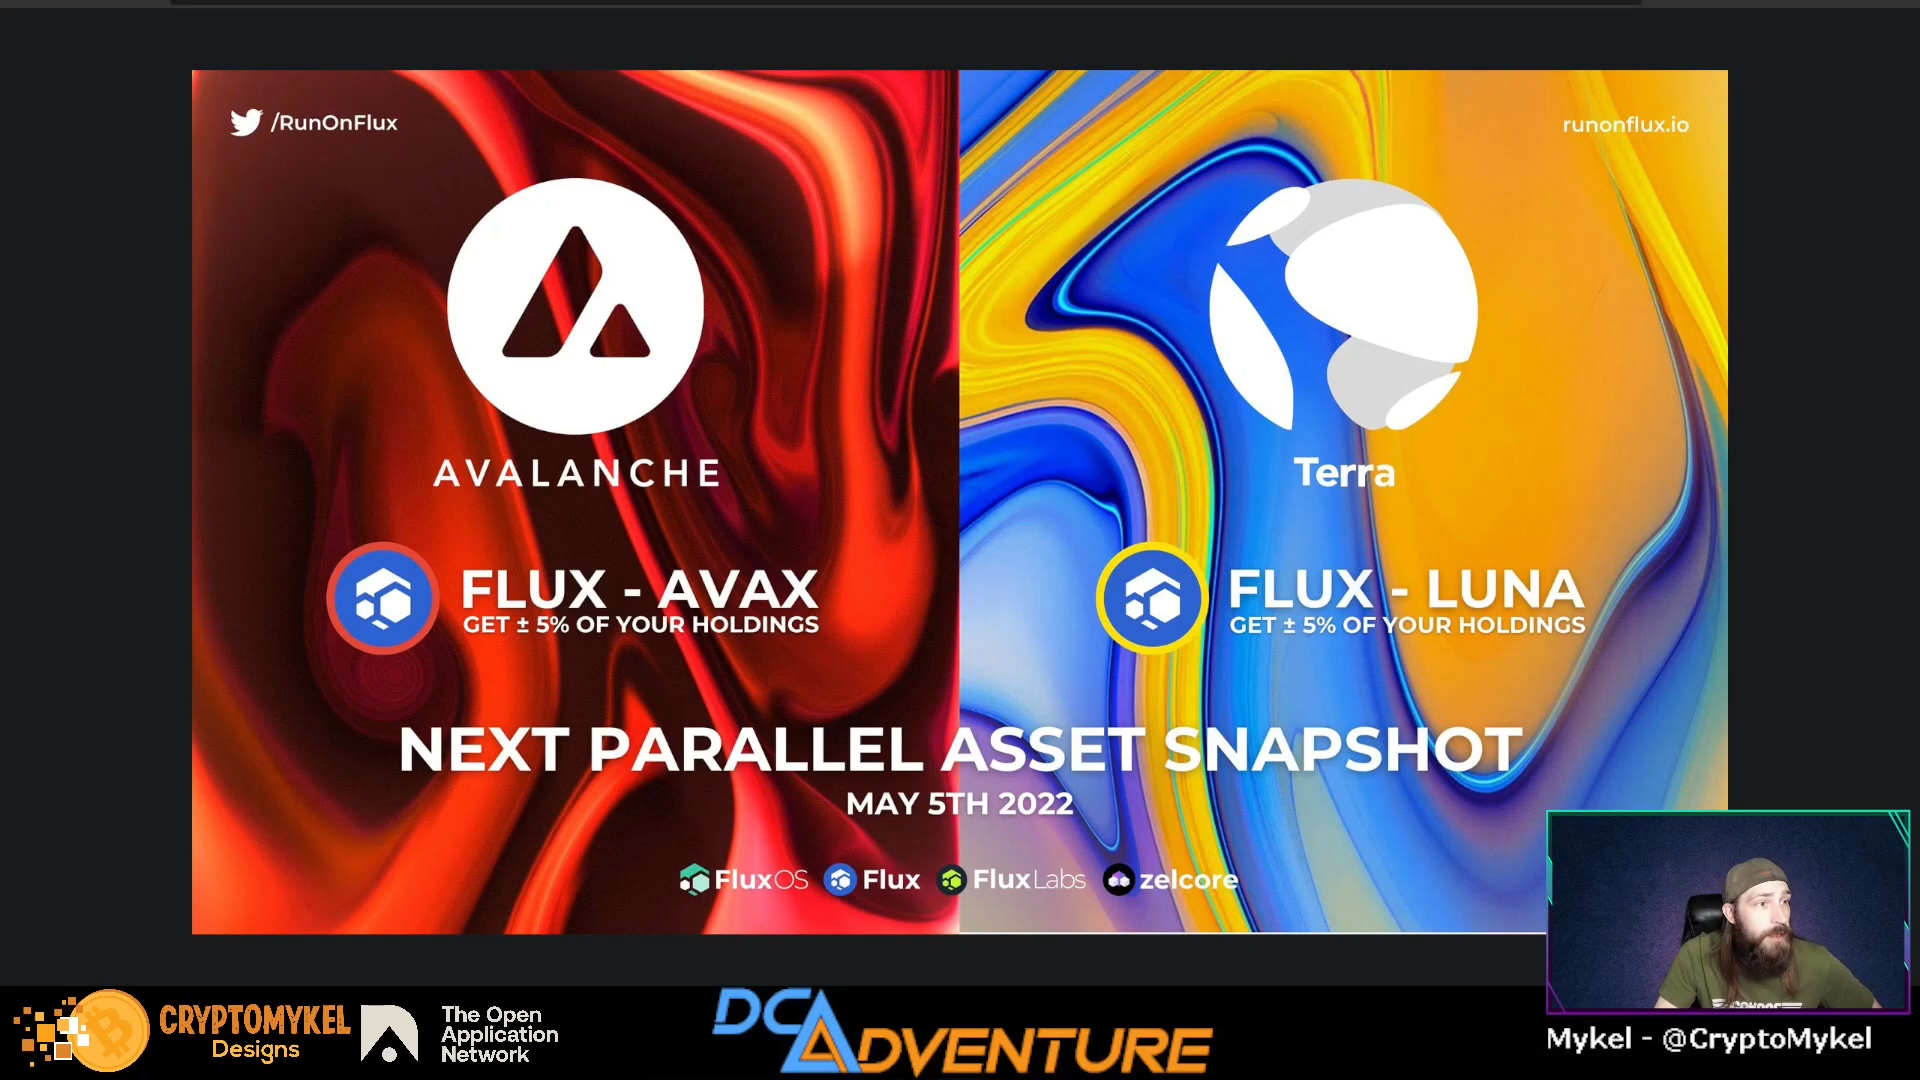 /RunOnFlux
runonflux.io
AVALANCHE
Terra
FLUX - AVAX
GET ± 5% OF YOUR HOLDINGS
FLUX - LUNA
GET ± 5% OF YOUR HOLDINGS
NEXT PARALLEL ASSET SNAPSHOT
MAY 5TH 2022
FluxOS
Flux
FluxLabs
zelcore
CRYPTOMYKEL
Designs
The Open
Application
Network
DCADVENTURE
Mykel - @CryptoMykel